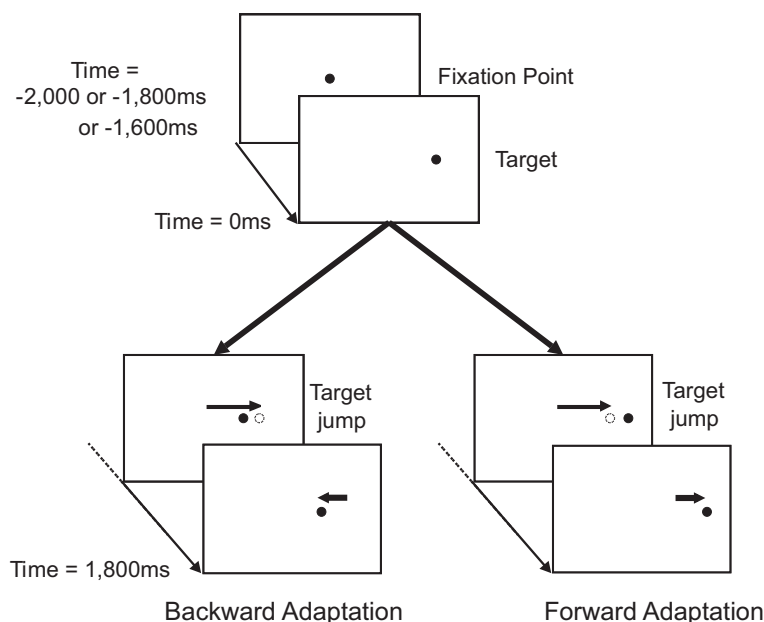 Time =
-2,000 or -1,800ms
or -1,600ms
Fixation Point
Target
Time = 0ms
Target
jump
Target
jump
Time = 1,800ms
Backward Adaptation
Forward Adaptation